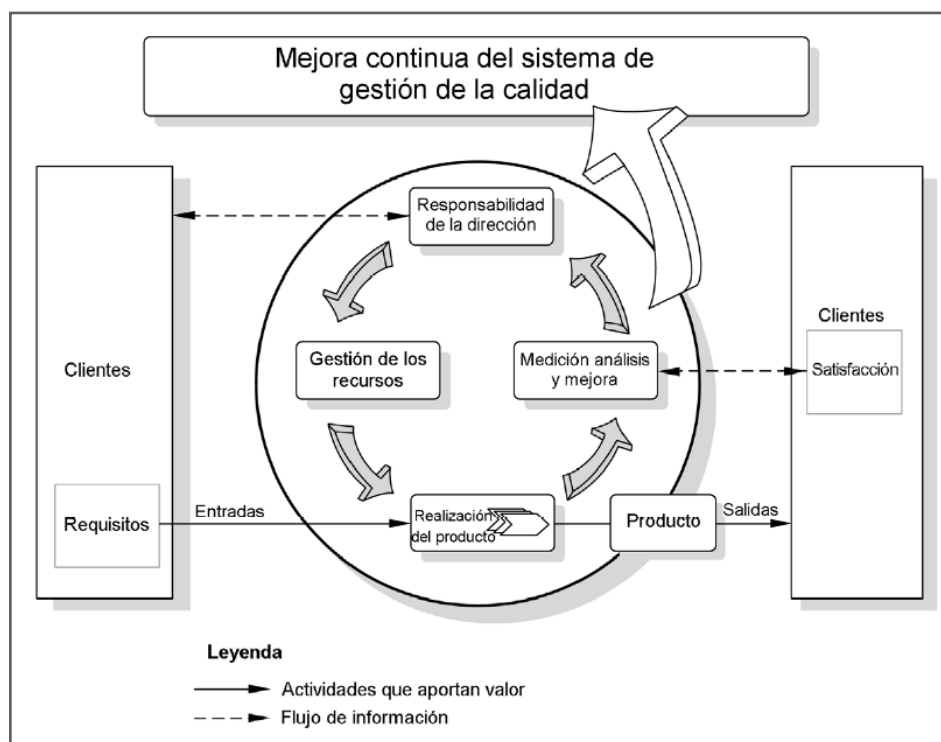 Mejora continua del sistema de
gestión de la calidad
Responsabilidad
de la dirección
Clientes
Gestión de los
recursos
Medición análisis
y mejora
Clientes
Satisfacción
Requisitos
Entradas
Realización
del producto
Producto
Salidas
Leyenda
Actividades que aportan valor
Flujo de información